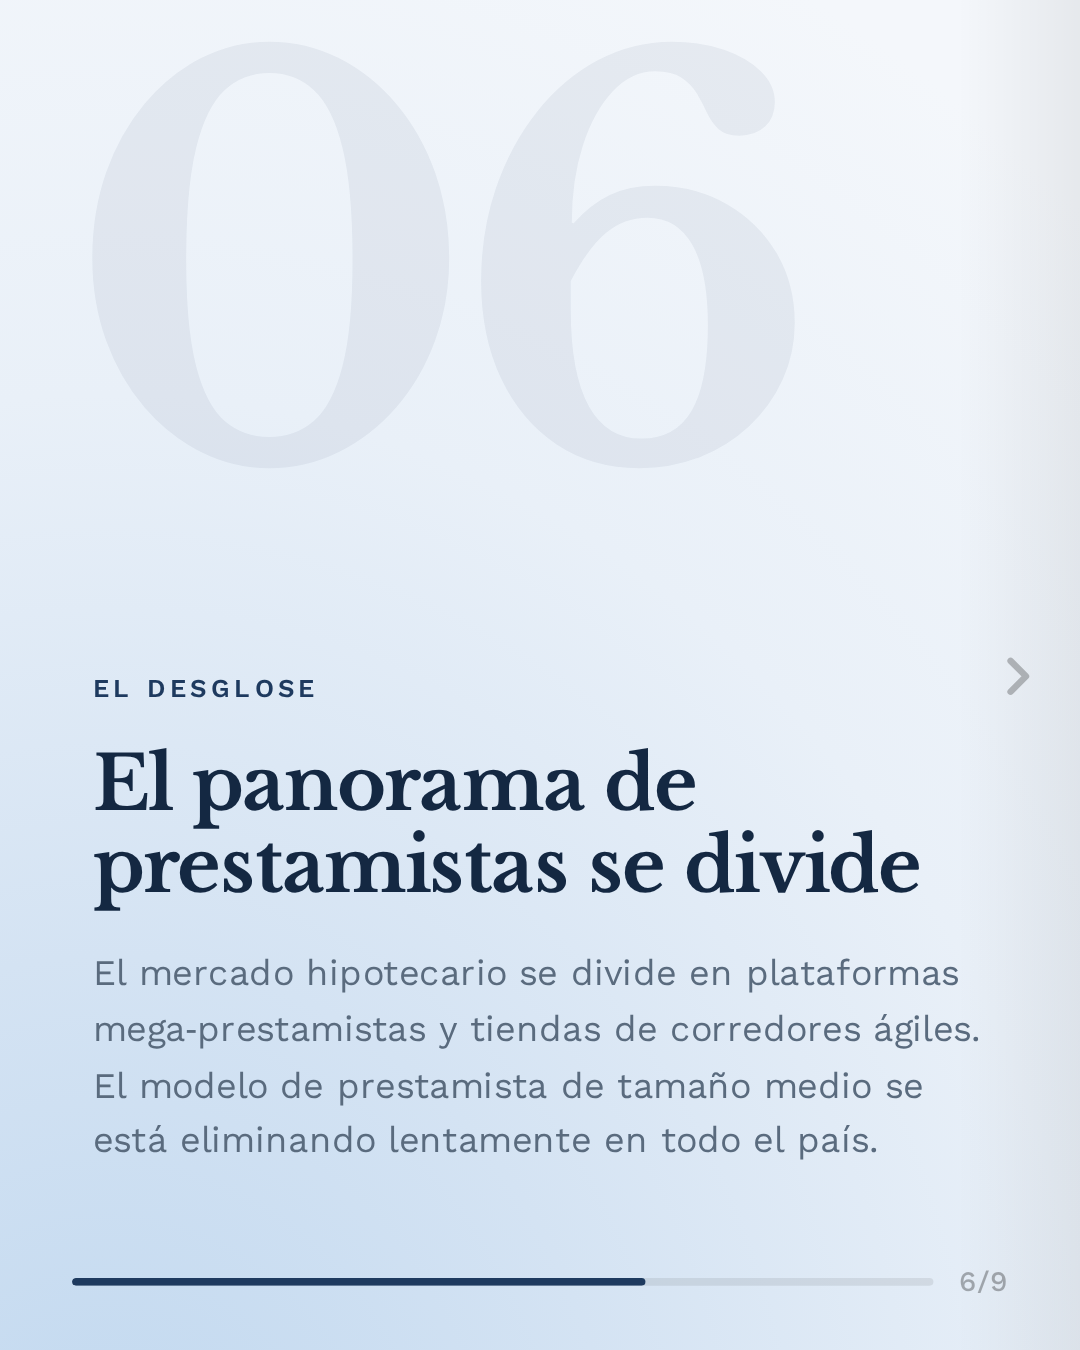 06
EL DESGLOSE
El panorama de
prestamistas se divide
El mercado hipotecario se divide en plataformas
mega-prestamistas y tiendas de corredores ágiles.
El modelo de prestamista de tamaño medio se
está eliminando lentamente en todo el país.
6/9